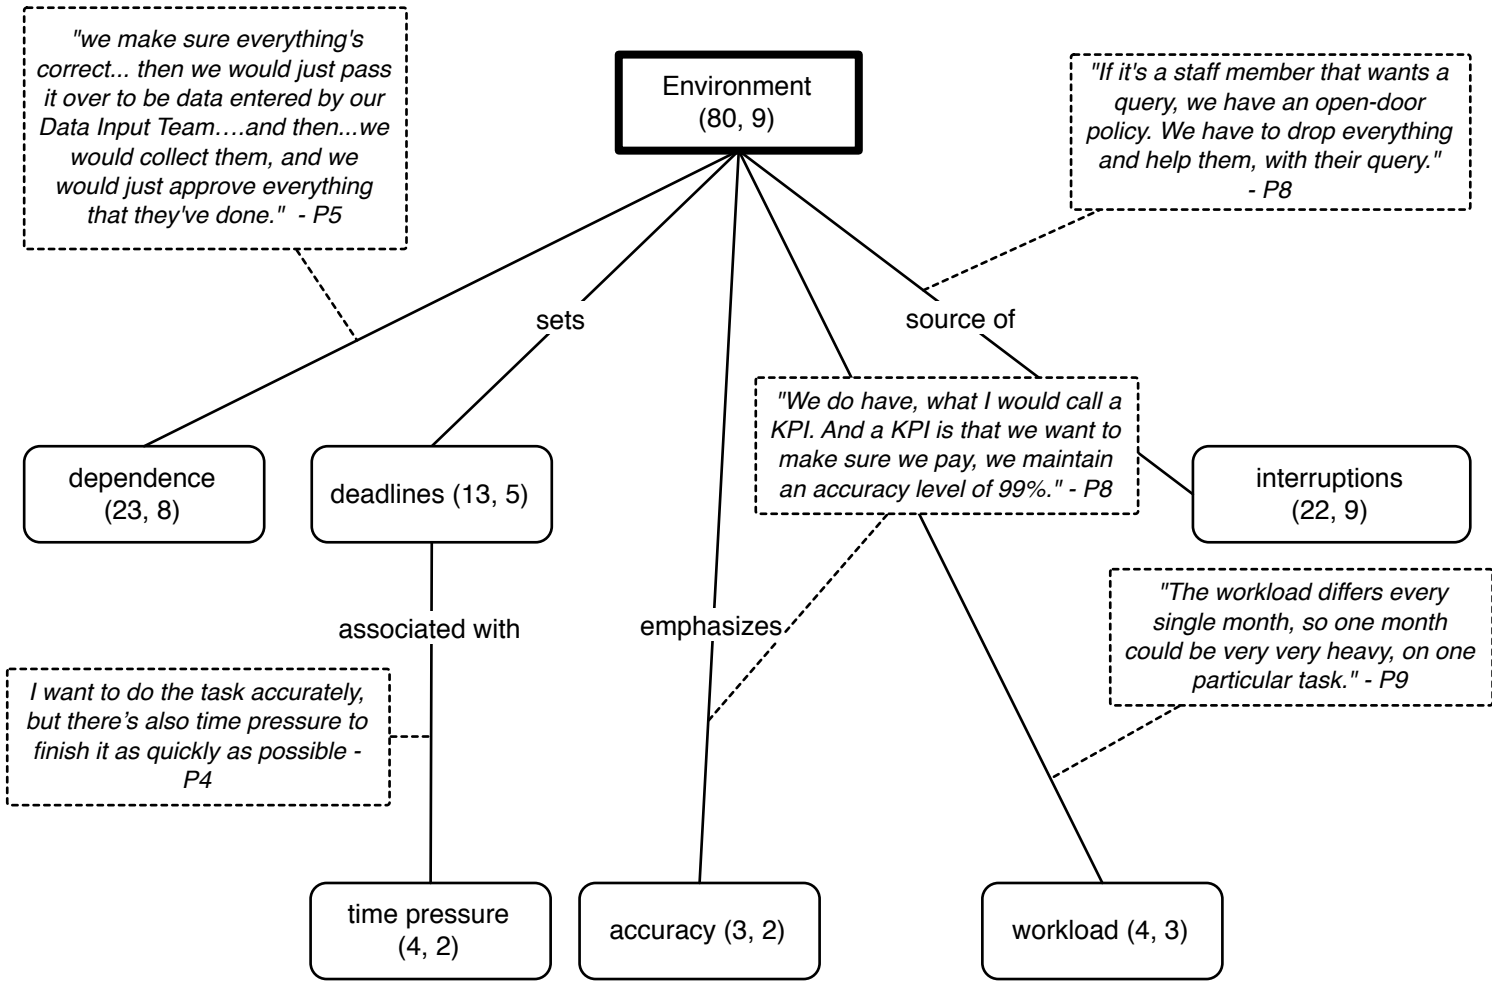 "we make sure everything's
correct... then we would just pass
it over to be data entered by our
Data Input Team....and then...we
would collect them, and we
would just approve everything
that they've done."  - P5
Environment
(80, 9)
"If it's a staff member that wants a
query, we have an open-door
policy. We have to drop everything
and help them, with their query."
- P8
sets
source of
"We do have, what I would call a
KPI. And a KPI is that we want to
make sure we pay, we maintain
an accuracy level of 99%." - P8
dependence
(23, 8)
deadlines (13, 5)
interruptions
(22, 9)
associated with
emphasizes
"The workload differs every
single month, so one month
could be very very heavy, on one
particular task." - P9
I want to do the task accurately,
but there’s also time pressure to
finish it as quickly as possible -
P4
time pressure
(4, 2)
accuracy (3, 2)
workload (4, 3)